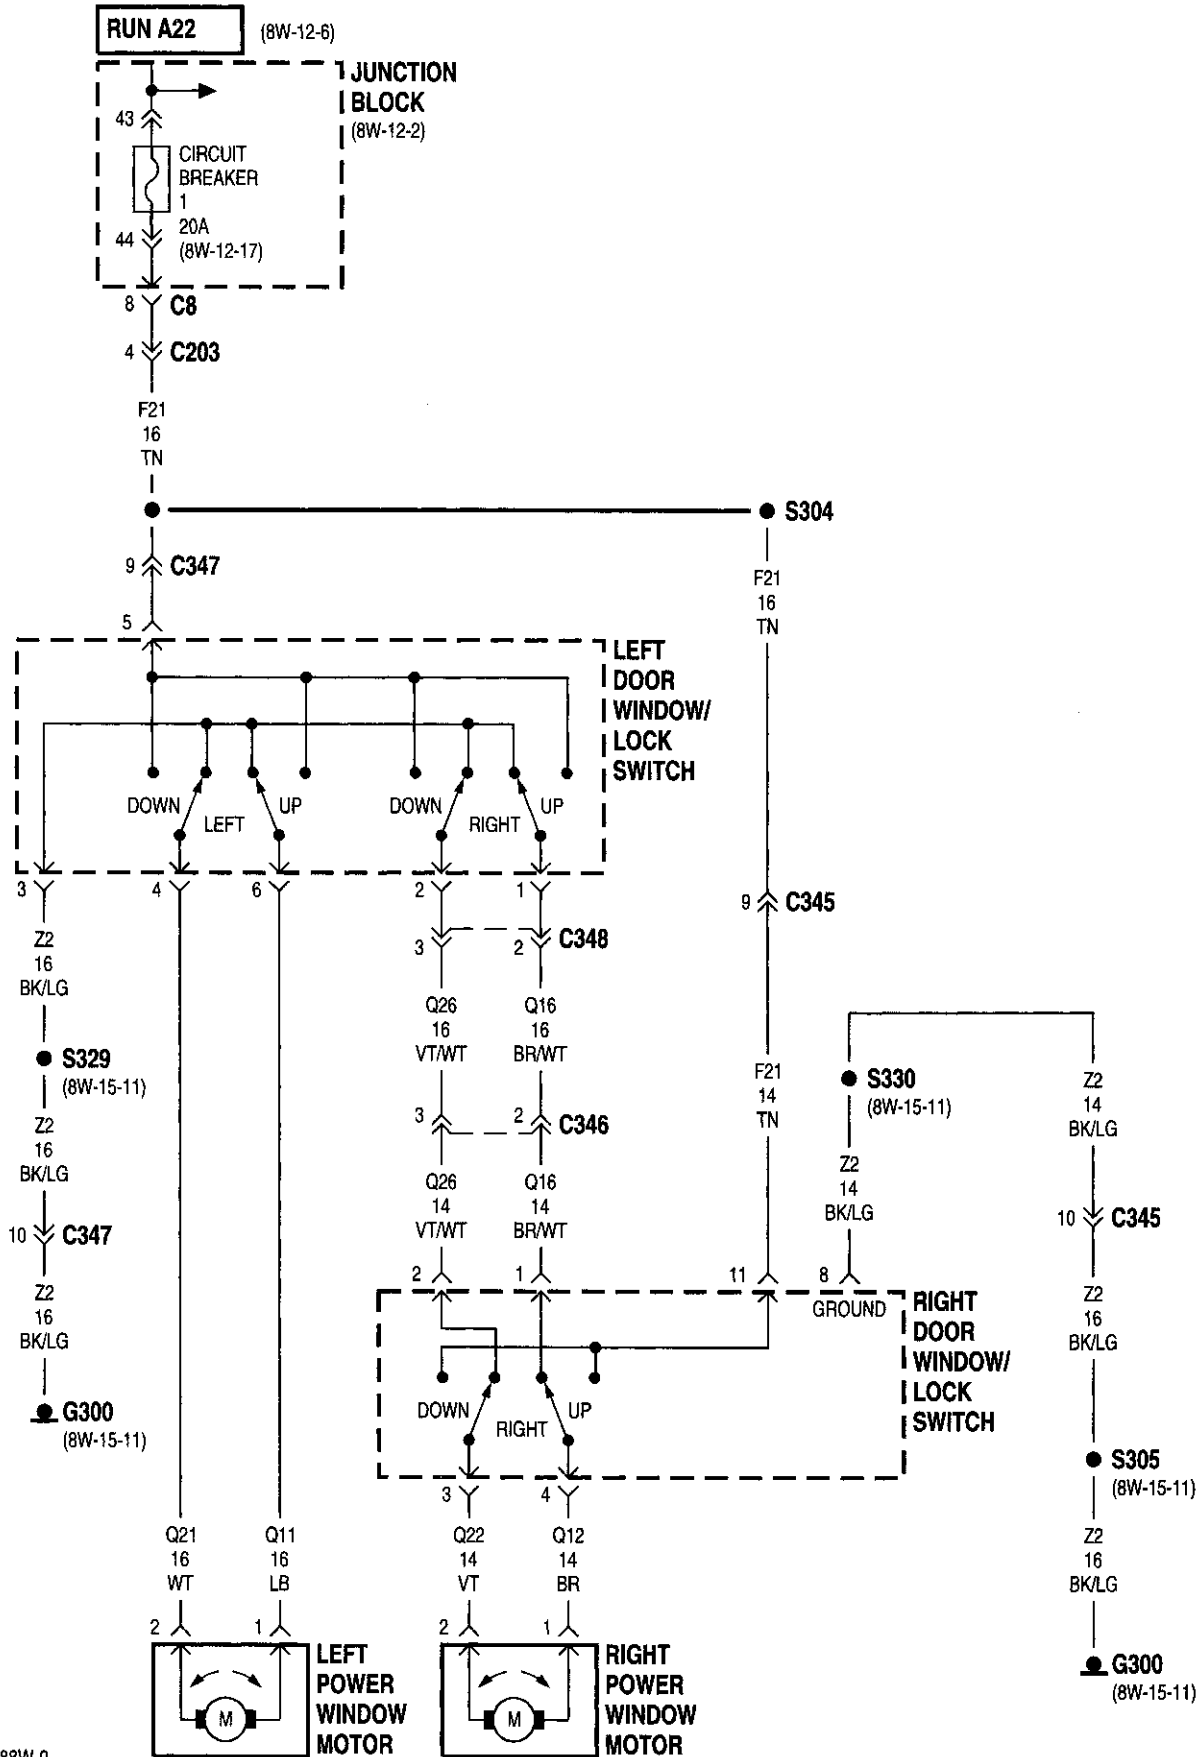 RUN A22 (8W-12-6)
JUNCTION
BLOCK
(8W-12-2)
43
CIRCUIT
BREAKER
1
20A
(8W-12-17)
44
8 C8
4 C203
F21
16
TN
S304
9 C347
F21
16
TN
5
LEFT
DOOR
WINDOW/
LOCK
SWITCH
DOWN UP DOWN UP
LEFT RIGHT
3 4 6 2 1
9 C345
3 2 C348
Z2
16
BK/LG
Q26
16
VT/WT
Q16
16
BR/WT
S329
(8W-15-11)
F21
14
TN
S330
(8W-15-11)
Z2
14
BK/LG
Z2
16
BK/LG
3 2 C346
Q26
14
VT/WT
Q16
14
BR/WT
Z2
14
BK/LG
10 C347
10 C345
Z2
16
BK/LG
2 1 11 8
GROUND
RIGHT
DOOR
WINDOW/
LOCK
SWITCH
Z2
16
BK/LG
DOWN UP
RIGHT
G300
(8W-15-11)
S305
(8W-15-11)
3 4
Q21
16
WT
Q11
16
LB
Q22
14
VT
Q12
14
BR
Z2
16
BK/LG
2 1 2 1
LEFT
POWER
WINDOW
MOTOR
M
RIGHT
POWER
WINDOW
MOTOR
M
G300
(8W-15-11)